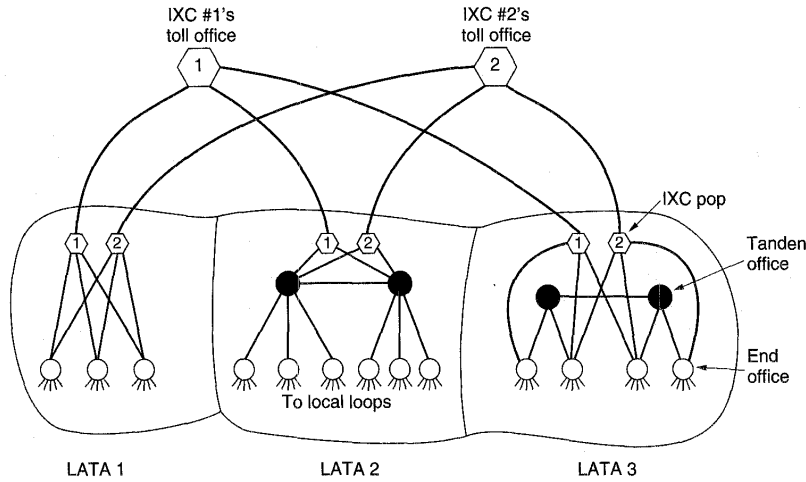 IXC #1's
toll office
IXC #2's
toll office
1
2
IXC pop
1
2
1
2
1
2
Tanden
office
End
office
To local loops
LATA 1
LATA 2
LATA 3